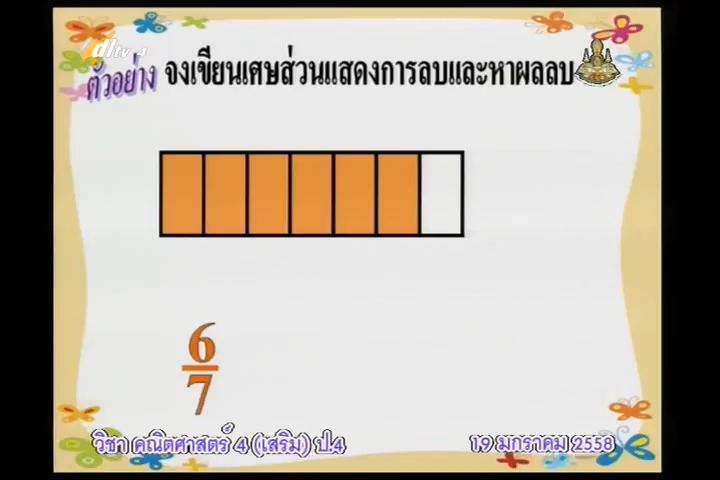 dltv 4
ตัวอย่าง จงเขียนเศษส่วนแสดงการลบและหาผลลบ
6
7
วิชา คณิตศาสตร์ 4 (เสริม) ป.4
19 มกราคม 2558